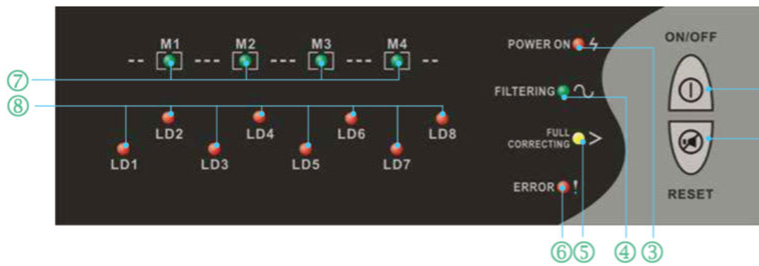 M1 M2 M3 M4
POWER ON
ON/OFF
⑦
⑧
FILTERING
LD2 LD4 LD6 LD8
FULL
CORRECTING
LD1 LD3 LD5 LD7
ERROR !
RESET
⑥ ⑤ ④ ③